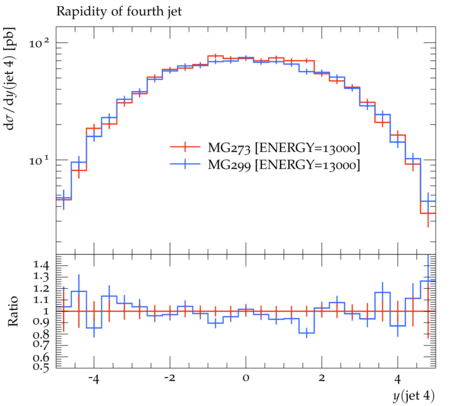 Rapidity of fourth jet
dσ/dy(jet 4) [pb]
10²
10¹
MG273 [ENERGY=13000]
MG299 [ENERGY=13000]
Ratio
1.4
1.3
1.2
1.1
1
0.9
0.8
0.7
0.6
0.5
-4 -2 0 2 4
y(jet 4)